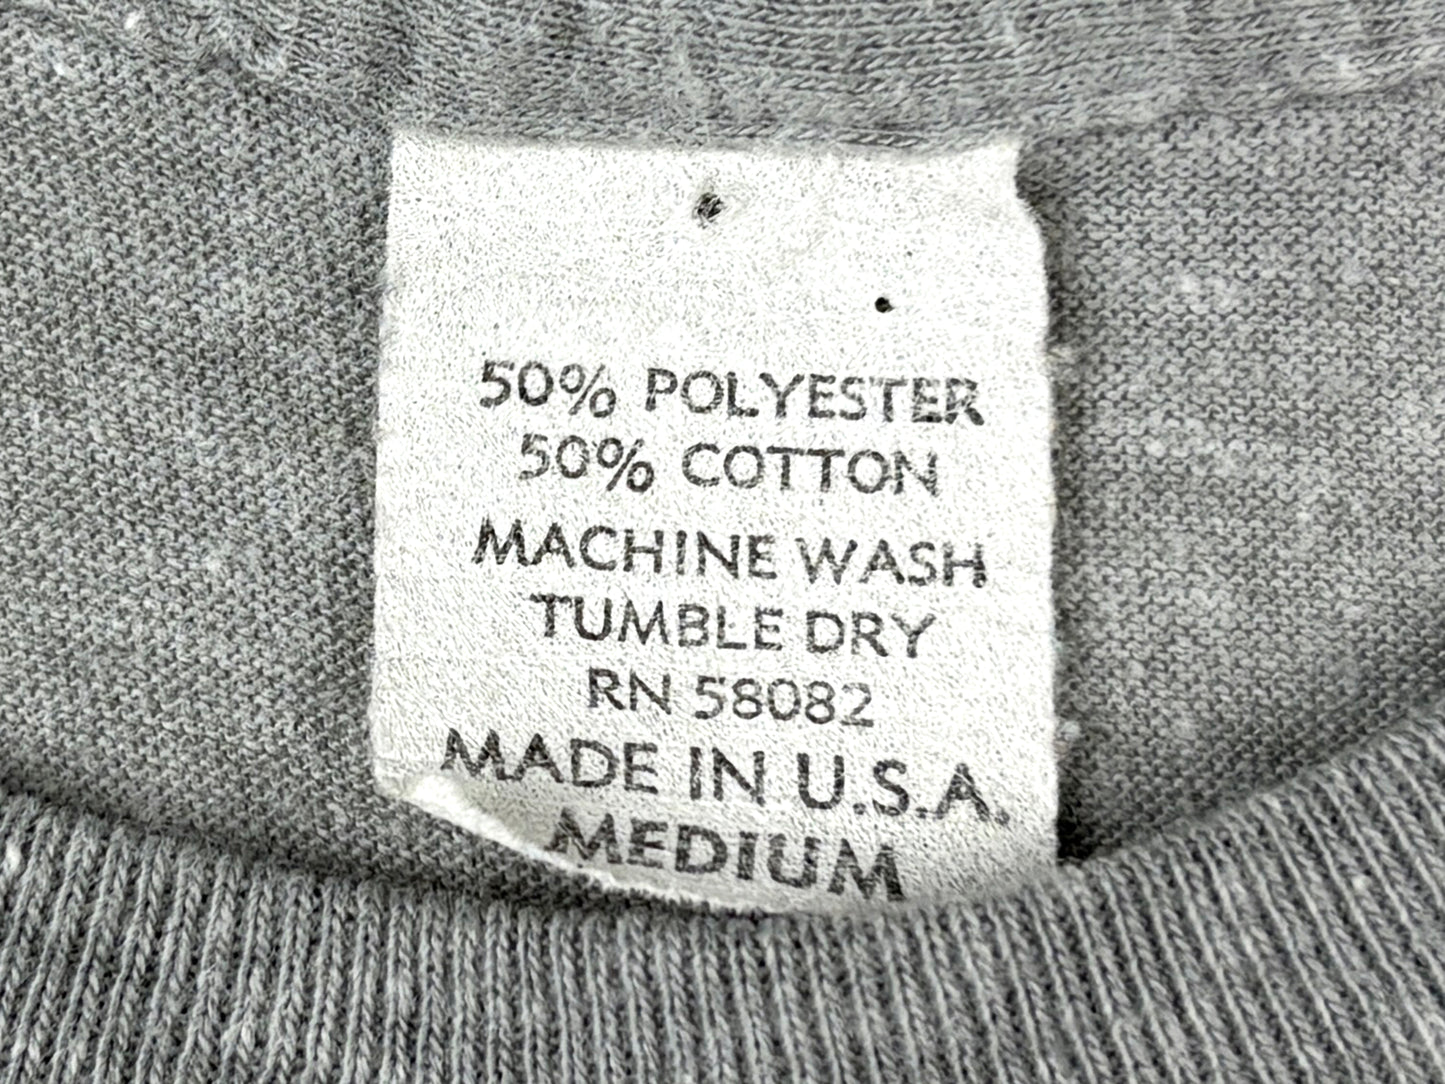 50% POLYESTER
50% COTTON
MACHINE WASH
TUMBLE DRY
RN 58082
MADE IN U.S.A.
MEDIUM